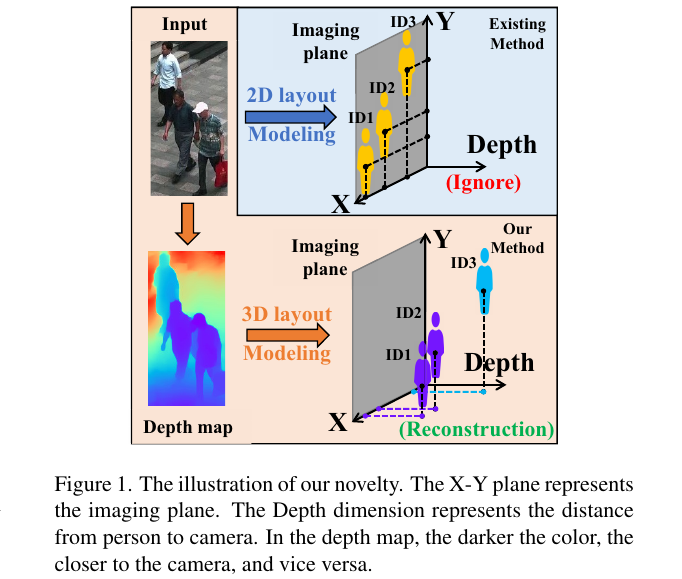 Input
2D layout
Modeling
Imaging
plane
ID3
Y
ID2
ID1
X
Existing
Method
Depth
(Ignore)
Depth map
3D layout
Modeling
Imaging
plane
Y
Our
Method
ID3
ID2
ID1
X
Depth
(Reconstruction)
Figure 1. The illustration of our novelty. The X-Y plane represents
the imaging plane. The Depth dimension represents the distance
from person to camera. In the depth map, the darker the color, the
closer to the camera, and vice versa.